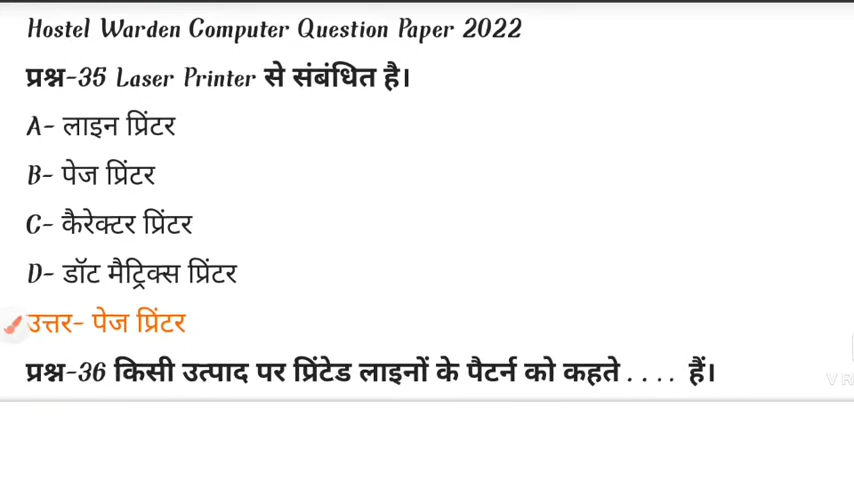 Hostel Warden Computer Question Paper 2022
प्रश्न-35 Laser Printer से संबंधित है।
A- लाइन प्रिंटर
B- पेज प्रिंटर
C- कैरेक्टर प्रिंटर
D- डॉट मैट्रिक्स प्रिंटर
उत्तर- पेज प्रिंटर
प्रश्न-36 किसी उत्पाद पर प्रिंटेड लाइनों के पैटर्न को कहते . . . . हैं।